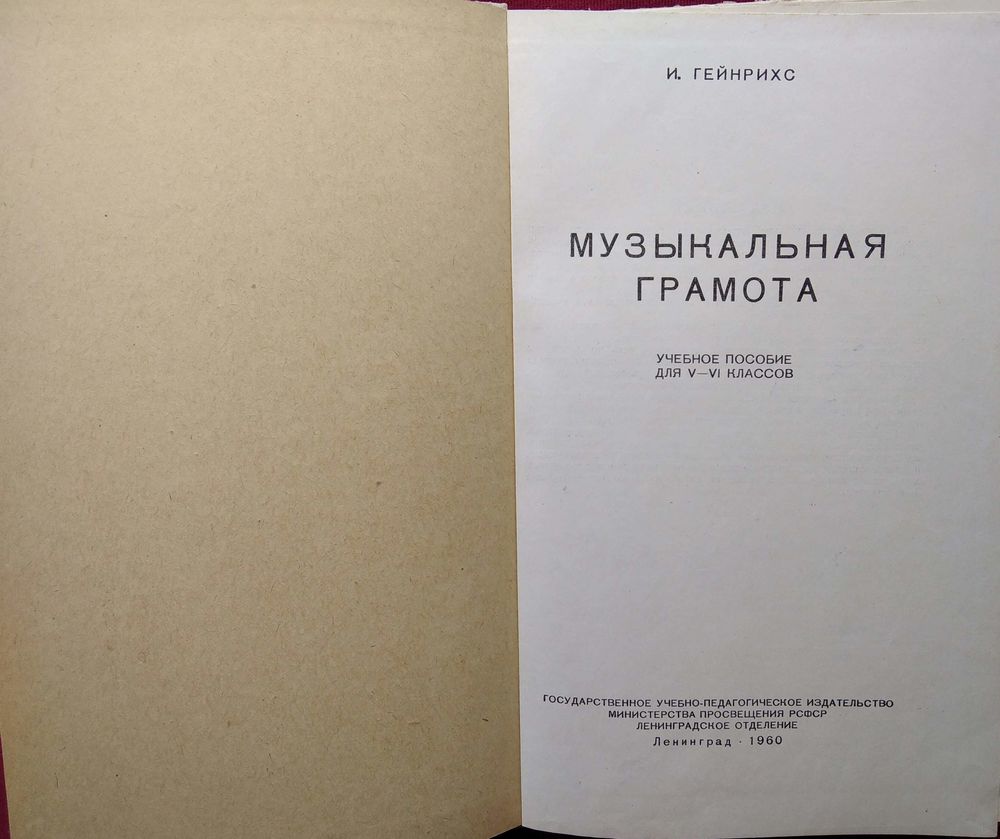 И. ГЕЙНРИХС
МУЗЫКАЛЬНАЯ
ГРАМОТА
УЧЕБНОЕ ПОСОБИЕ
ДЛЯ V—VI КЛАССОВ
ГОСУДАРСТВЕННОЕ УЧЕБНО-ПЕДАГОГИЧЕСКОЕ ИЗДАТЕЛЬСТВО
МИНИСТЕРСТВА ПРОСВЕЩЕНИЯ РСФСР
ЛЕНИНГРАДСКОЕ ОТДЕЛЕНИЕ
Ленинград · 1960